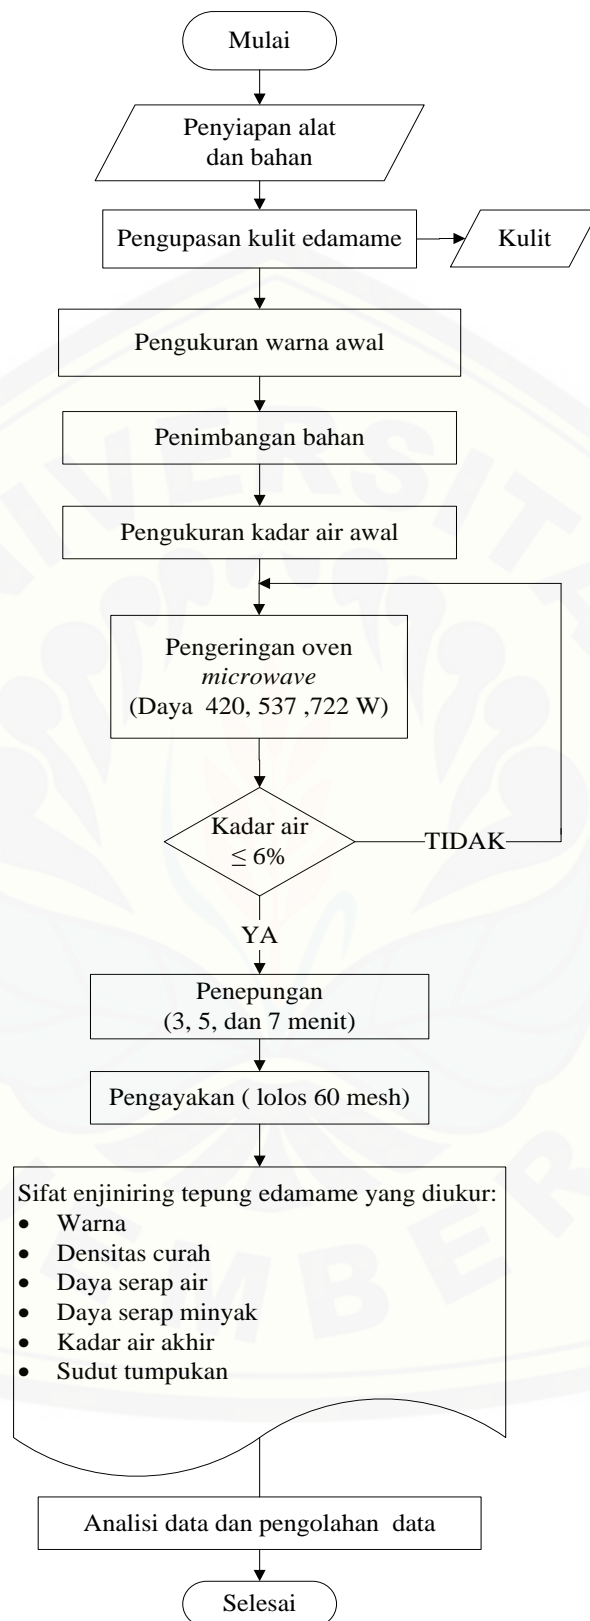 Mulai
Penyiapan alat
dan bahan
Pengupasan kulit edamame
Kulit
Pengukuran warna awal
Penimbangan bahan
Pengukuran kadar air awal
Pengeringan oven
microwave
(Daya  420, 537 ,722 W)
Kadar air
≤ 6%
TIDAK
YA
Penepungan
(3, 5, dan 7 menit)
Pengayakan ( lolos 60 mesh)
Sifat enjiniring tepung edamame yang diukur:
• Warna
• Densitas curah
• Daya serap air
• Daya serap minyak
• Kadar air akhir
• Sudut tumpukan
Analisi data dan pengolahan  data
Selesai